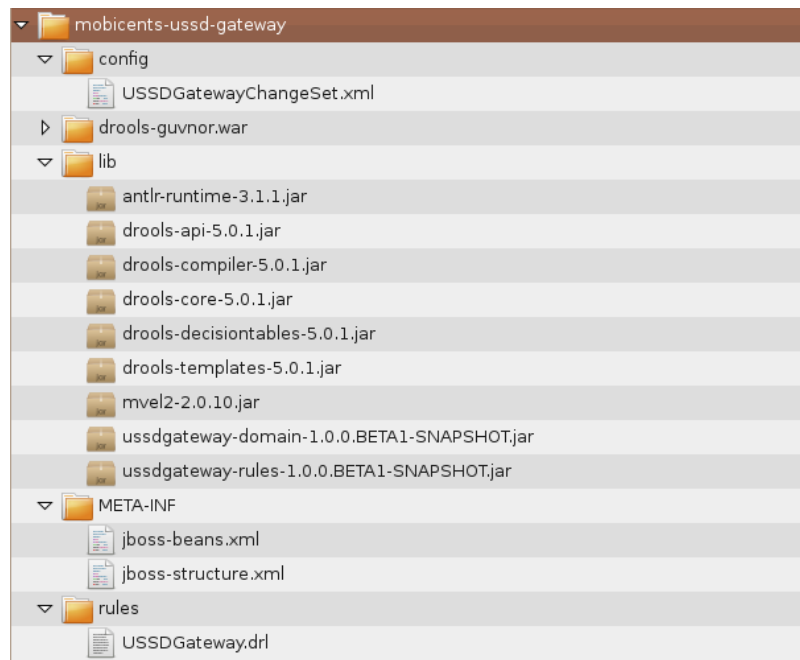 mobicents-ussd-gateway
config
USSDGatewayChangeSet.xml
drools-guvnor.war
lib
antlr-runtime-3.1.1.jar
drools-api-5.0.1.jar
drools-compiler-5.0.1.jar
drools-core-5.0.1.jar
drools-decisiontables-5.0.1.jar
drools-templates-5.0.1.jar
mvel2-2.0.10.jar
ussdgateway-domain-1.0.0.BETA1-SNAPSHOT.jar
ussdgateway-rules-1.0.0.BETA1-SNAPSHOT.jar
META-INF
jboss-beans.xml
jboss-structure.xml
rules
USSDGateway.drl